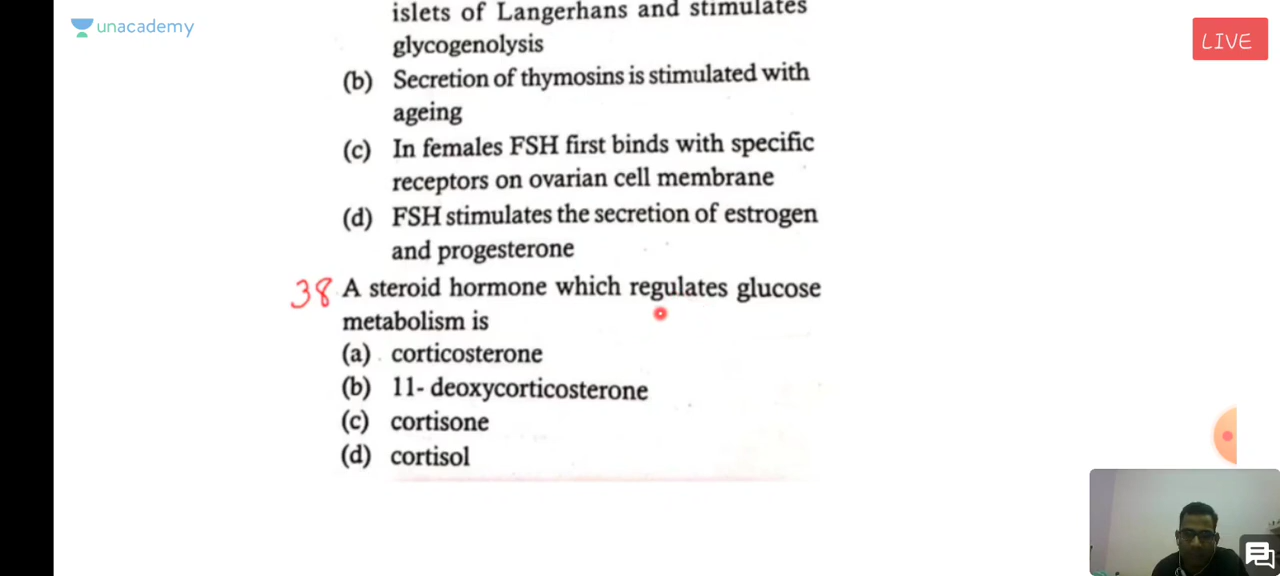 unacademy
LIVE
islets of Langerhans and stimulates
glycogenolysis
(b) Secretion of thymosins is stimulated with
ageing
(c) In females FSH first binds with specific
receptors on ovarian cell membrane
(d) FSH stimulates the secretion of estrogen
and progesterone
38 A steroid hormone which regulates glucose
metabolism is
(a) corticosterone
(b) 11- deoxycorticosterone
(c) cortisone
(d) cortisol